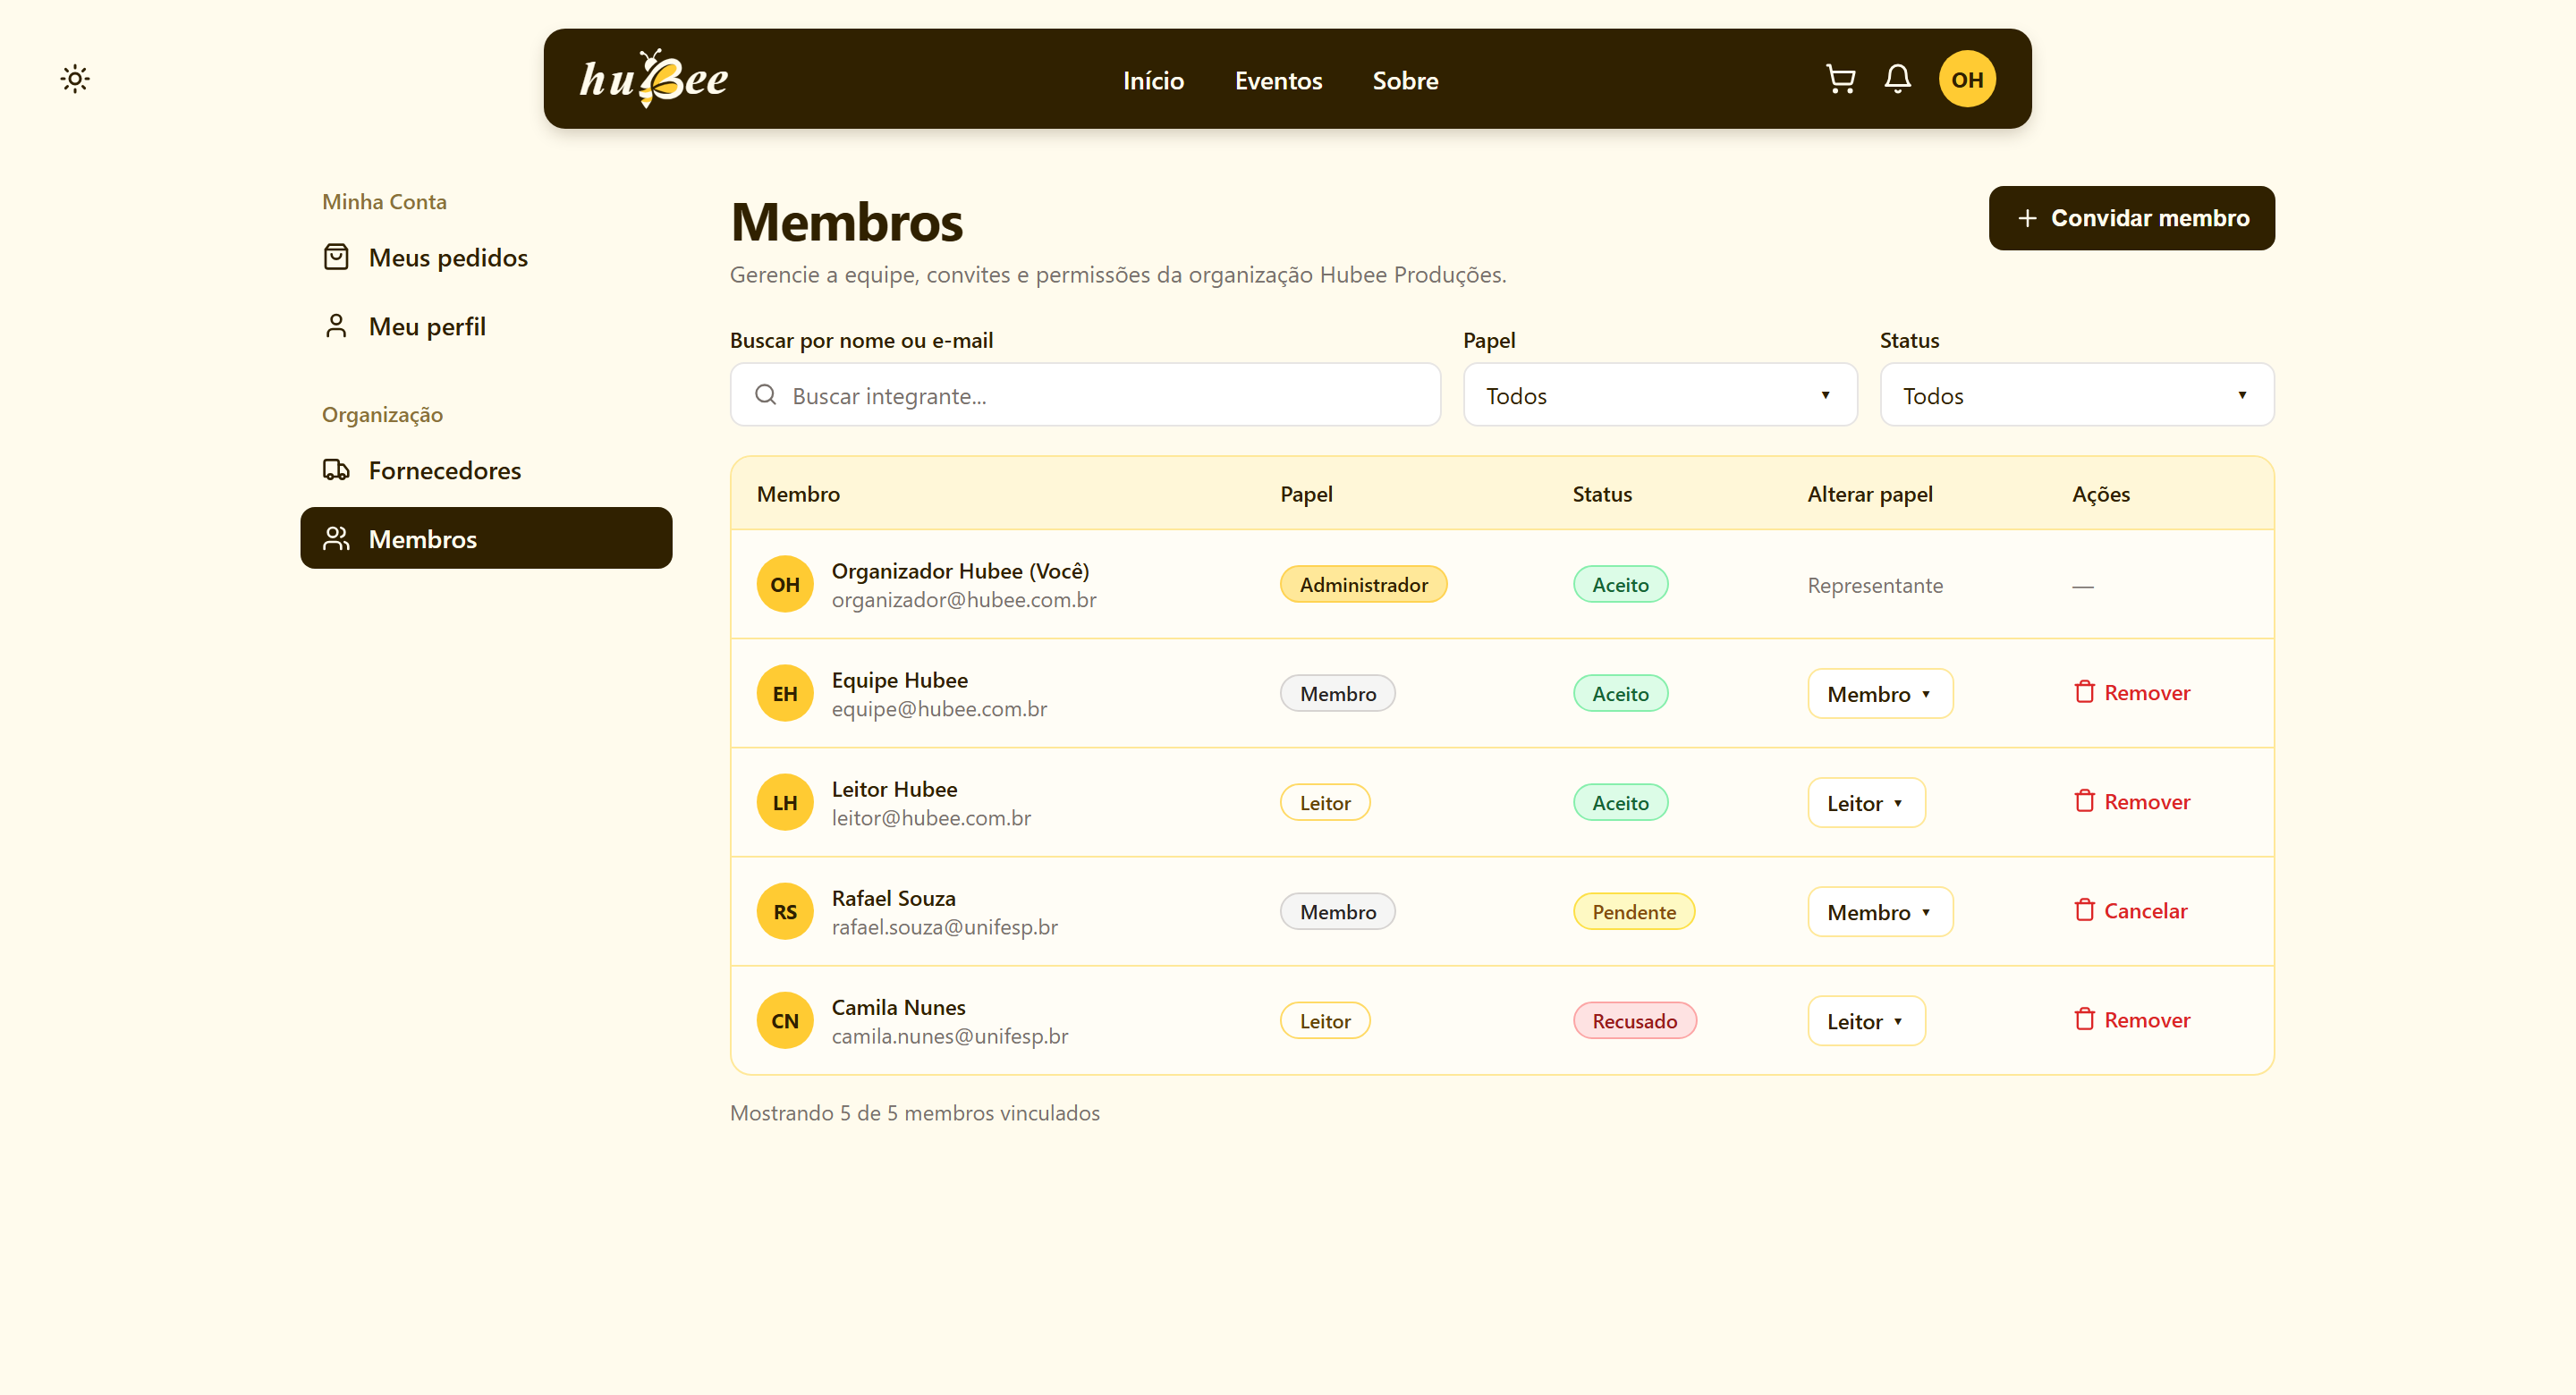 huBee
Início Eventos Sobre OH
Minha Conta
Meus pedidos
Meu perfil
Organização
Fornecedores
Membros
Membros
+ Convidar membro
Gerencie a equipe, convites e permissões da organização Hubee Produções.
Buscar por nome ou e-mail Papel Status
Buscar integrante... Todos Todos
Membro Papel Status Alterar papel Ações
OH Organizador Hubee (Você) Administrador Aceito Representante —
organizador@hubee.com.br
EH Equipe Hubee Membro Aceito Membro Remover
equipe@hubee.com.br
LH Leitor Hubee Leitor Aceito Leitor Remover
leitor@hubee.com.br
RS Rafael Souza Membro Pendente Membro Cancelar
rafael.souza@unifesp.br
CN Camila Nunes Leitor Recusado Leitor Remover
camila.nunes@unifesp.br
Mostrando 5 de 5 membros vinculados